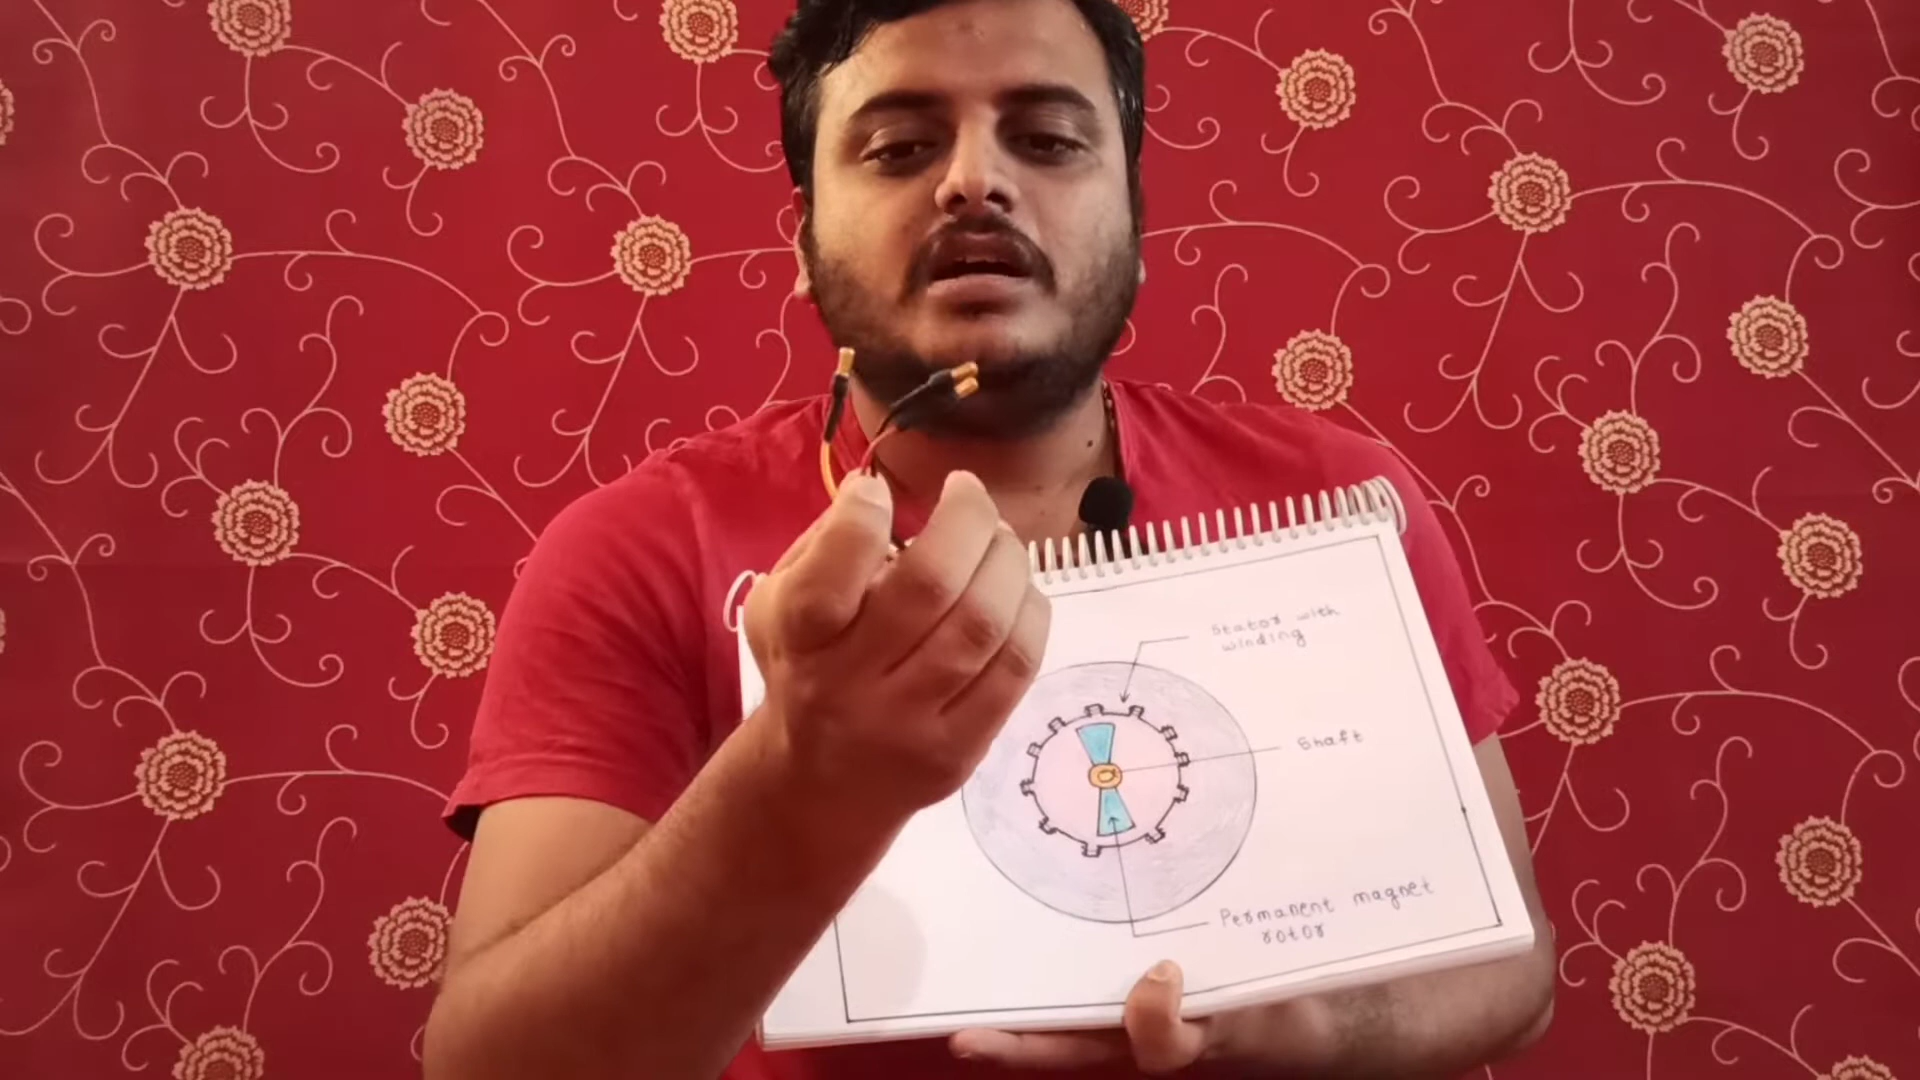 Stator with
winding
Shaft
Permanent magnet
rotor